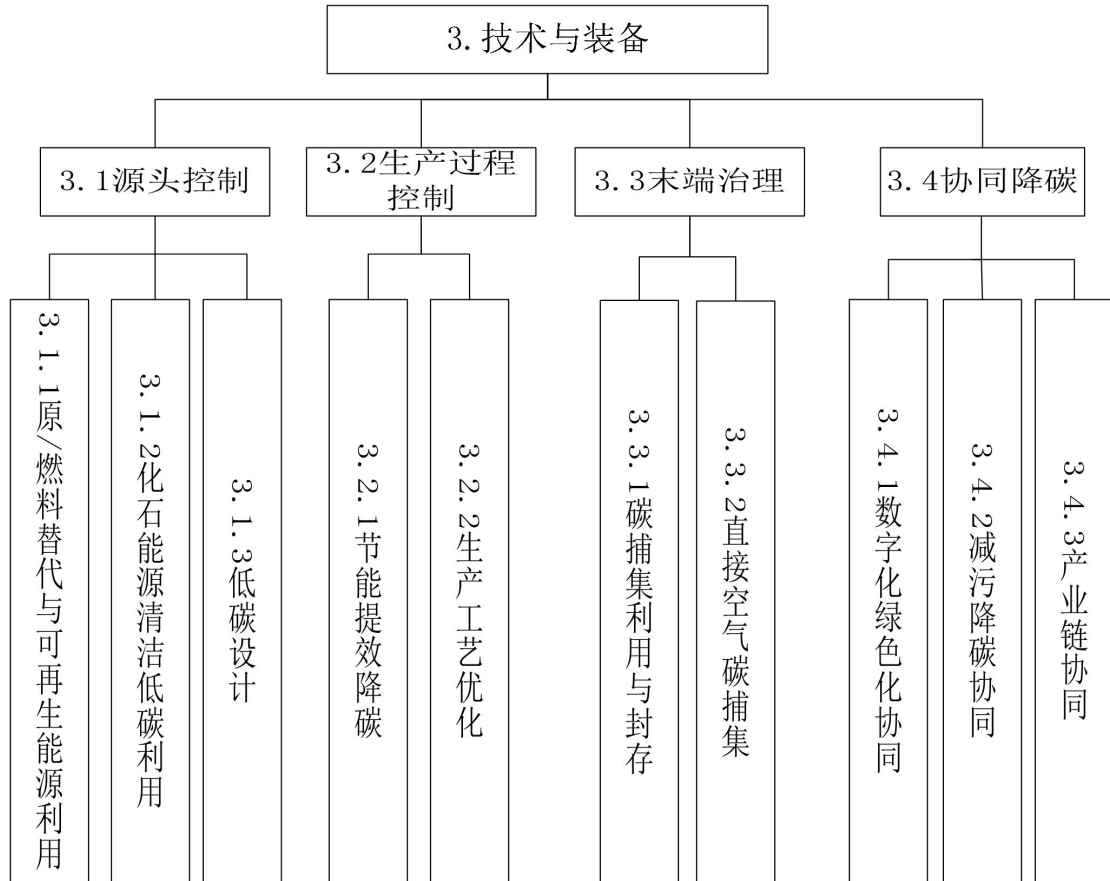 3.技术与装备
3.1源头控制
3.2生产过程
控制
3.3末端治理
3.4协同降碳
3.1.1原/燃料替代与可再生能源利用
3.1.2化石能源清洁低碳利用
3.1.3低碳设计
3.2.1节能提效降碳
3.2.2生产工艺优化
3.3.1碳捕集利用与封存
3.3.2直接空气碳捕集
3.4.1数字化绿色化协同
3.4.2减污降碳协同
3.4.3产业链协同